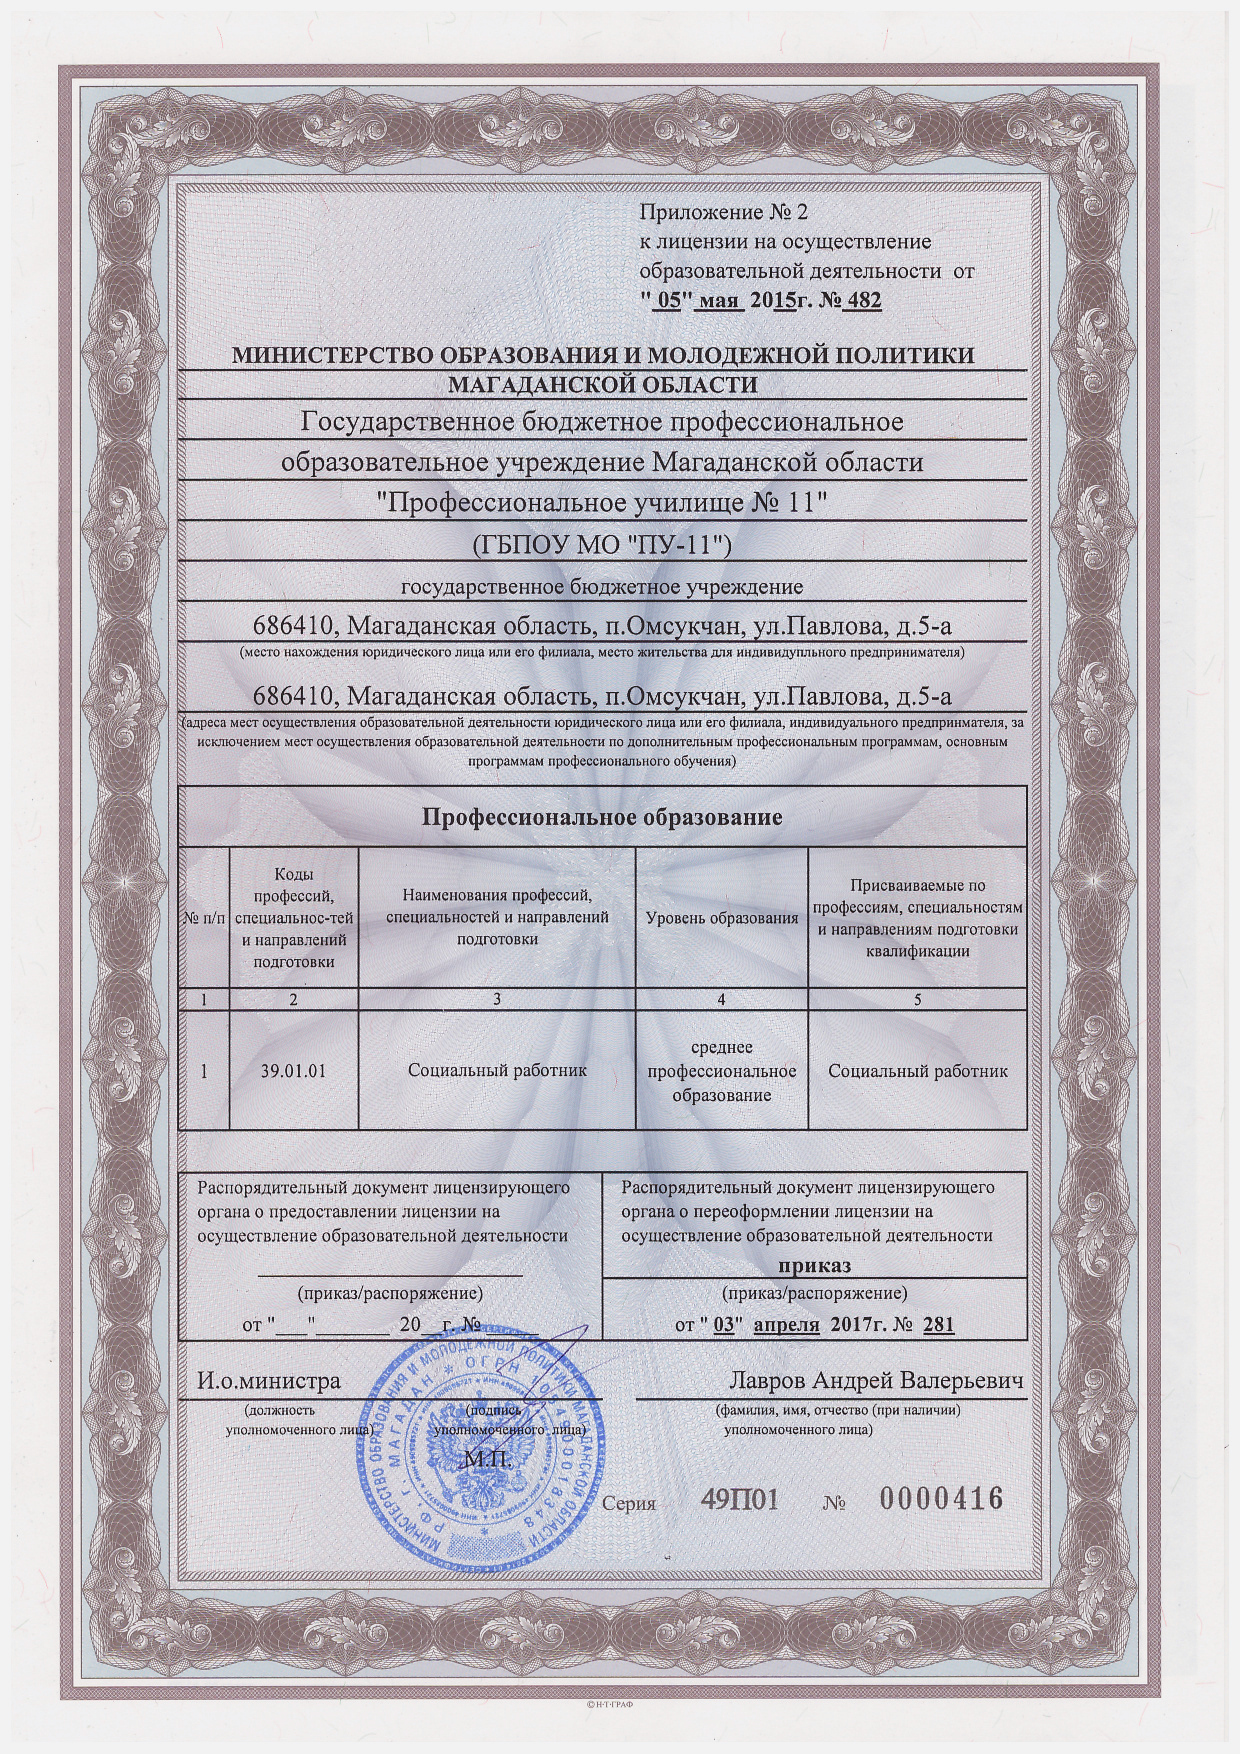 Приложение № 2
к лицензии на осуществление
образовательной деятельности от
" 05" мая 2015г. № 482
МИНИСТЕРСТВО ОБРАЗОВАНИЯ И МОЛОДЕЖНОЙ ПОЛИТИКИ
МАГАДАНСКОЙ ОБЛАСТИ
Государственное бюджетное профессиональное
образовательное учреждение Магаданской области
"Профессиональное училище № 11"
(ГБПОУ МО "ПУ-11")
государственное бюджетное учреждение
686410, Магаданская область, п.Омсукчан, ул.Павлова, д.5-а
(место нахождения юридического лица или его филиала, место жительства для индивидупльного предпринимателя)
686410, Магаданская область, п.Омсукчан, ул.Павлова, д.5-а
(адреса мест осуществления образовательной деятельности юридического лица или его филиала, индивидуального предпринмателя, за
исключением мест осуществления образовательной деятельности по дополнительным профессиональным программам, основным
программам профессионального обучения)
Профессиональное образование
№ п/п
Коды
профессий,
специальнос-тей
и направлений
подготовки
Наименования профессий,
специальностей и направлений
подготовки
Уровень образования
Присваиваемые по
профессиям, специальностям
и направлениям подготовки
квалификации
1 2 3 4 5
1
39.01.01
Социальный работник
среднее
профессиональное
образование
Социальный работник
Распорядительный документ лицензирующего
органа о предоставлении лицензии на
осуществление образовательной деятельности
(приказ/распоряжение)
от "___"_______ 20__г. №_____
Распорядительный документ лицензирующего
органа о переоформлении лицензии на
осуществление образовательной деятельности
приказ
(приказ/распоряжение)
от " 03" апреля 2017г. № 281
И.о.министра
Лавров Андрей Валерьевич
(должность
уполномоченного лица)
(подпись
уполномоченного лица)
(фамилия, имя, отчество (при наличии)
уполномоченного лица)
М.П.
МИНИСТЕРСТВО ОБРАЗОВАНИЯ И МОЛОДЕЖНОЙ ПОЛИТИКИ МАГАДАНСКОЙ ОБЛАСТИ
РФ, Г. МАГАДАН * ОГРН
Серия 49П01 № 0000416
© Н·Т·ГРАФ